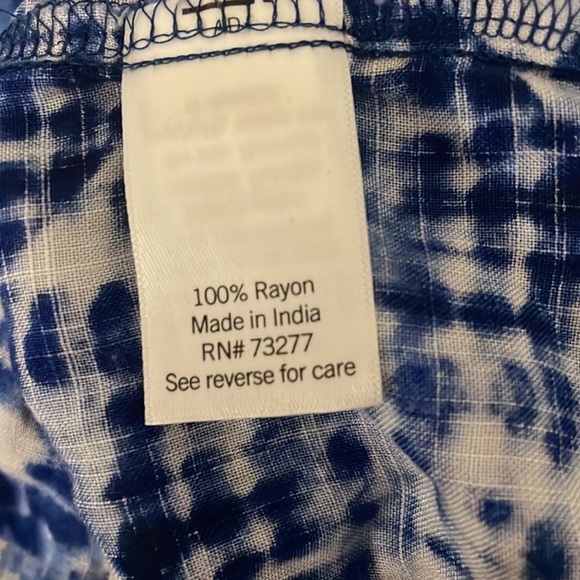 100% Rayon
Made in India
RN# 73277
See reverse for care